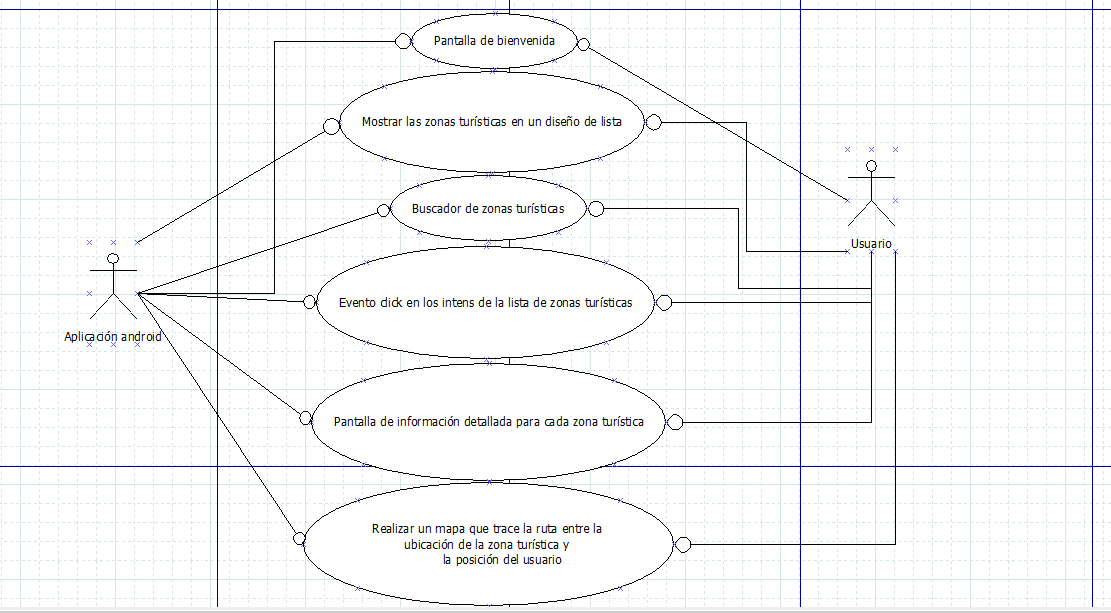 Pantalla de bienvenida
Mostrar las zonas turísticas en un diseño de lista
Buscador de zonas turísticas
Usuario
Evento click en los intens de la lista de zonas turísticas
Aplicación android
Pantalla de información detallada para cada zona turística
Realizar un mapa que trace la ruta entre la
ubicación de la zona turística y
la posición del usuario